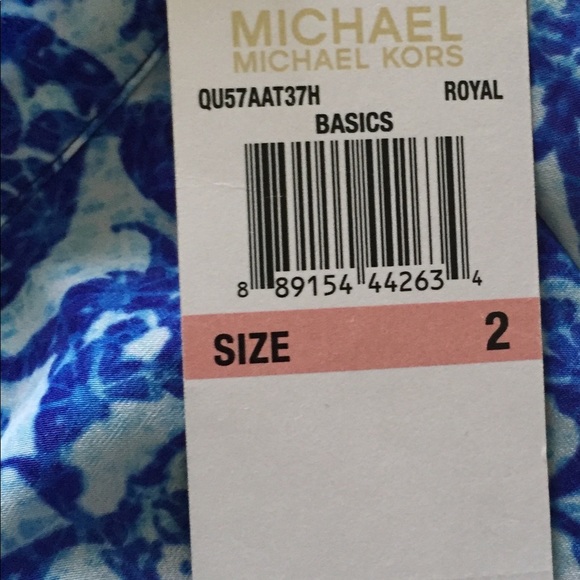 MICHAEL
MICHAEL KORS
QU57AAT37H ROYAL
BASICS
8 89154 44263 4
SIZE 2